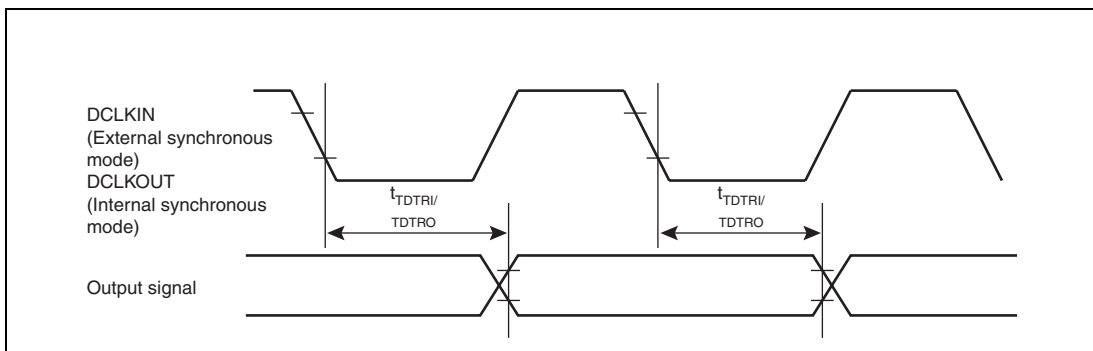 DCLKIN
(External synchronous
mode)
DCLKOUT
(Internal synchronous
mode)
tTDTRI/
TDTRO
tTDTRI/
TDTRO
Output signal